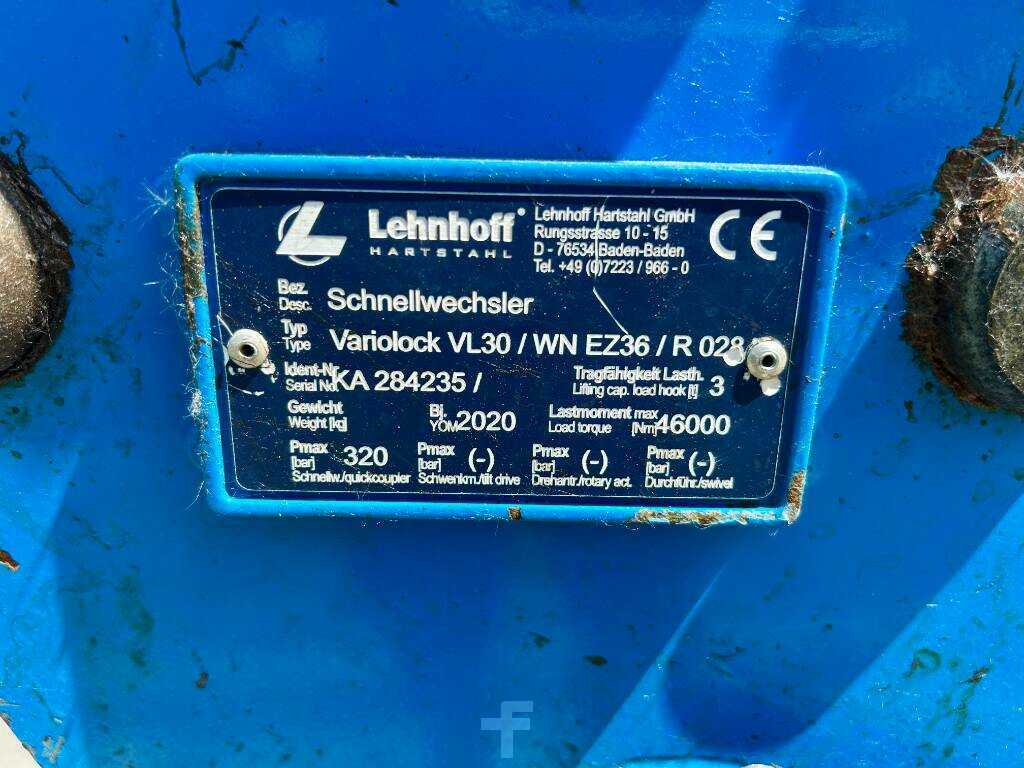 Lehnhoff®
HARTSTAHL
Lehnhoff Hartstahl GmbH
Rungsstrasse 10 - 15
D - 76534 Baden-Baden
Tel. +49 (0)7223 / 966 - 0
CE
Bez.
Desc. Schnellwechsler
Typ
Type Variolock VL30 / WN EZ36 / R 028
Ident-Nr
Serial No KA 284235 /
Tragfähigkeit Lasth.
Lifting cap. load hook [t] 3
Gewicht
Weight [kg]
Bj.
YOM 2020
Lastmoment max
Load torque [Nm] 46000
Pmax
[bar] 320
Schnellw./quickcoupler
Pmax
[bar] (-)
Schwenkm./tilt drive
Pmax
[bar] (-)
Drehantr./rotary act.
Pmax
[bar] (-)
Durchführ./swivel